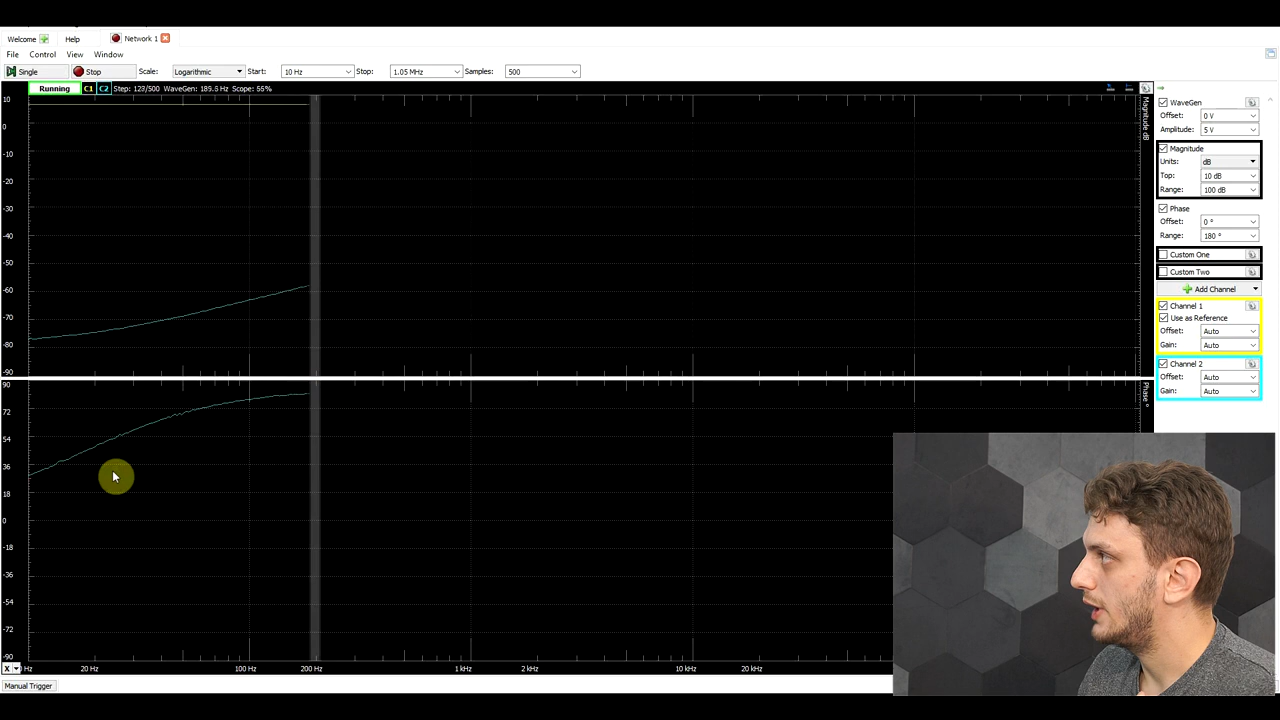 Welcome Help Network 1
File Control View Window
Single Stop Scale: Logarithmic Start: 10 Hz Stop: 1.05 MHz Samples: 500
Running C1 C2 Step: 123/500 WaveGen: 185.6 Hz Scope: 55%
10
0
-10
-20
-30
-40
-50
-60
-70
-80
-90
Magnitude dB
90
72
54
36
18
0
-18
-36
-54
-72
-90
Phase °
X Hz 20 Hz 100 Hz 200 Hz 1 kHz 2 kHz 10 kHz 20 kHz
Manual Trigger
WaveGen
Offset: 0 V
Amplitude: 5 V
Magnitude
Units: dB
Top: 10 dB
Range: 100 dB
Phase
Offset: 0 °
Range: 180 °
Custom One
Custom Two
Add Channel
Channel 1
Use as Reference
Offset: Auto
Gain: Auto
Channel 2
Offset: Auto
Gain: Auto